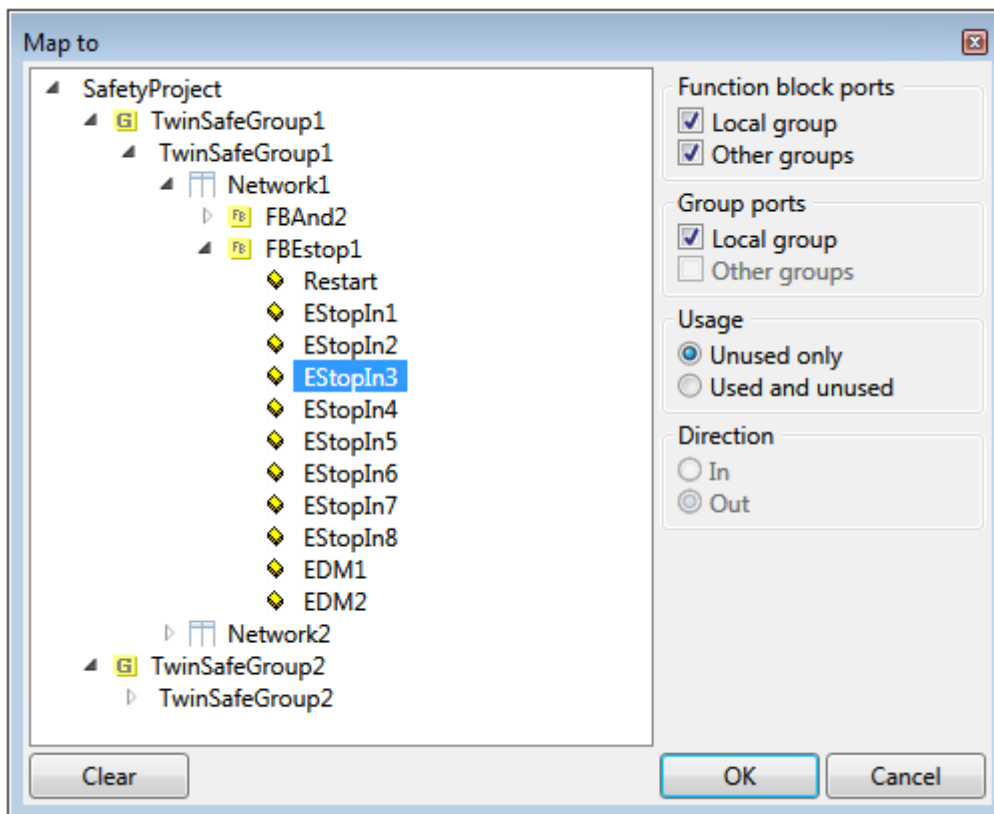 Map to
SafetyProject
G TwinSafeGroup1
TwinSafeGroup1
Network1
FB FBAnd2
FB FBEstop1
Restart
EStopIn1
EStopIn2
EStopIn3
EStopIn4
EStopIn5
EStopIn6
EStopIn7
EStopIn8
EDM1
EDM2
Network2
G TwinSafeGroup2
TwinSafeGroup2
Function block ports
Local group
Other groups
Group ports
Local group
Other groups
Usage
Unused only
Used and unused
Direction
In
Out
Clear
OK
Cancel